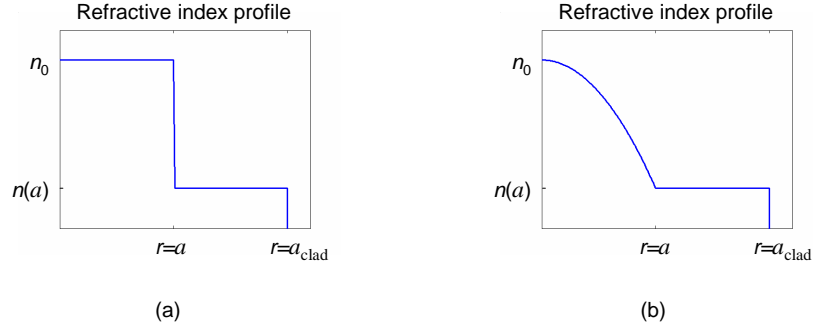 Refractive index profile
n0
n(a)
r=a
r=aclad
(a)
Refractive index profile
n0
n(a)
r=a
r=aclad
(b)